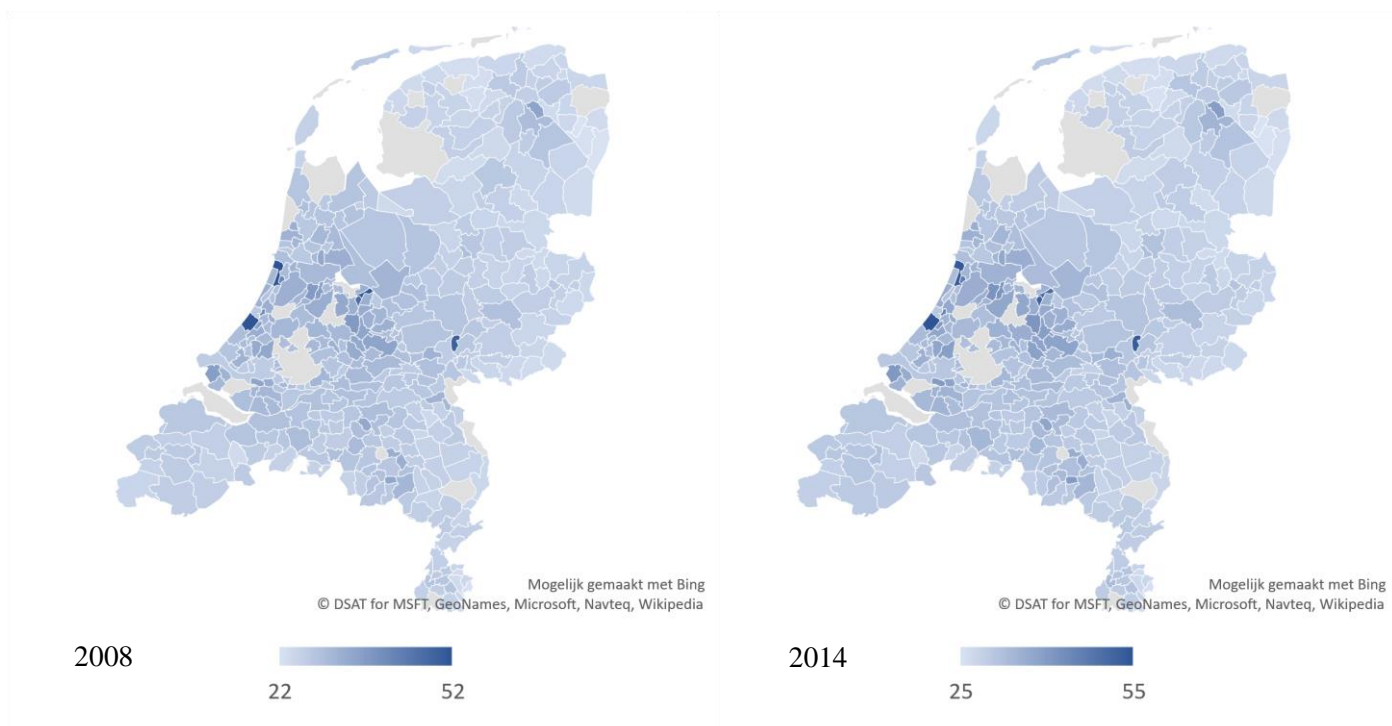 Mogelijk gemaakt met Bing
© DSAT for MSFT, GeoNames, Microsoft, Navteq, Wikipedia
2008
22
52
Mogelijk gemaakt met Bing
© DSAT for MSFT, GeoNames, Microsoft, Navteq, Wikipedia
2014
25
55